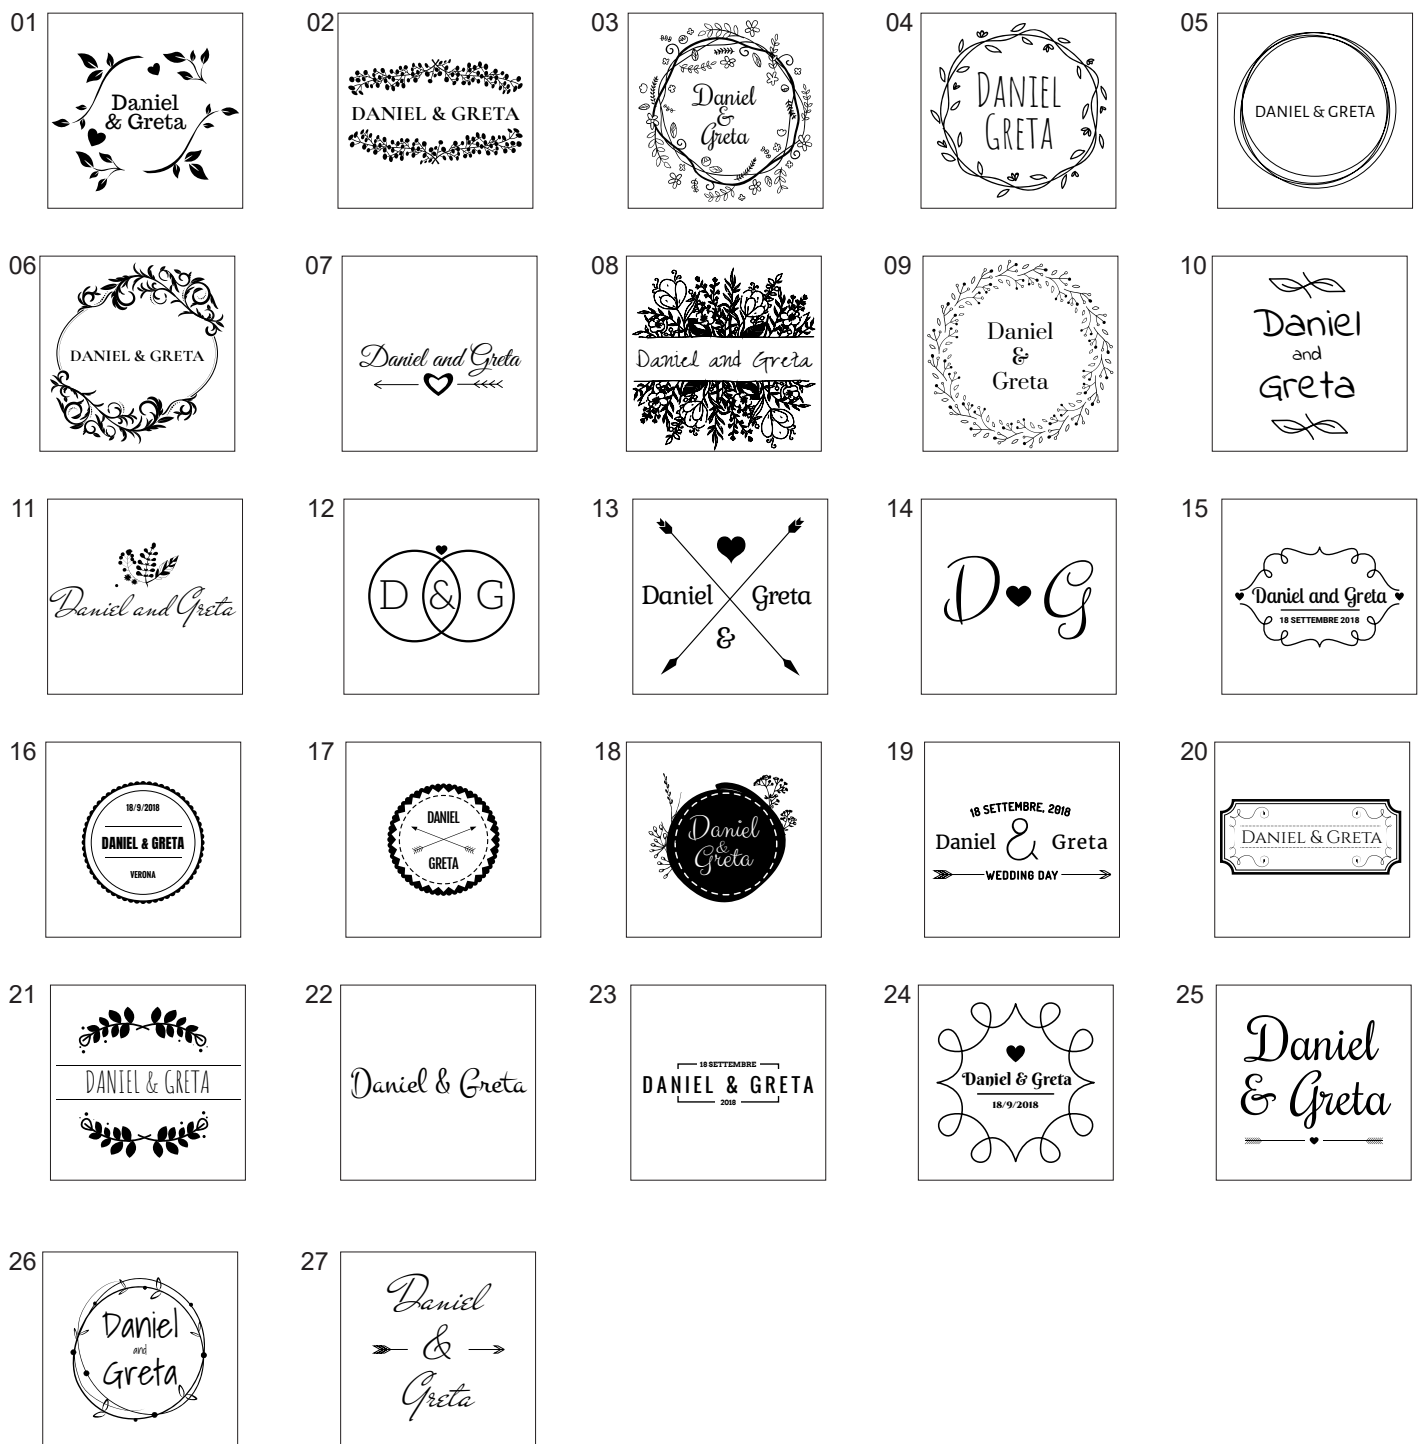 01
Daniel
& Greta
02
DANIEL & GRETA
03
Daniel
&
Greta
04
DANIEL
GRETA
05
DANIEL & GRETA
06
DANIEL & GRETA
07
Daniel and Greta
08
Daniel and Greta
09
Daniel
&
Greta
10
Daniel
and
Greta
11
Daniel and Greta
12
D & G
13
Daniel Greta
&
14
D G
15
Daniel and Greta
18 SETTEMBRE 2018
16
18/9/2018
DANIEL & GRETA
VERONA
17
DANIEL
GRETA
18
Daniel
&
Greta
19
18 SETTEMBRE, 2018
Daniel & Greta
WEDDING DAY
20
DANIEL & GRETA
21
DANIEL & GRETA
22
Daniel & Greta
23
18 SETTEMBRE
DANIEL & GRETA
2018
24
Daniel & Greta
18/9/2018
25
Daniel
& Greta
26
Daniel
and
Greta
27
Daniel
&
Greta